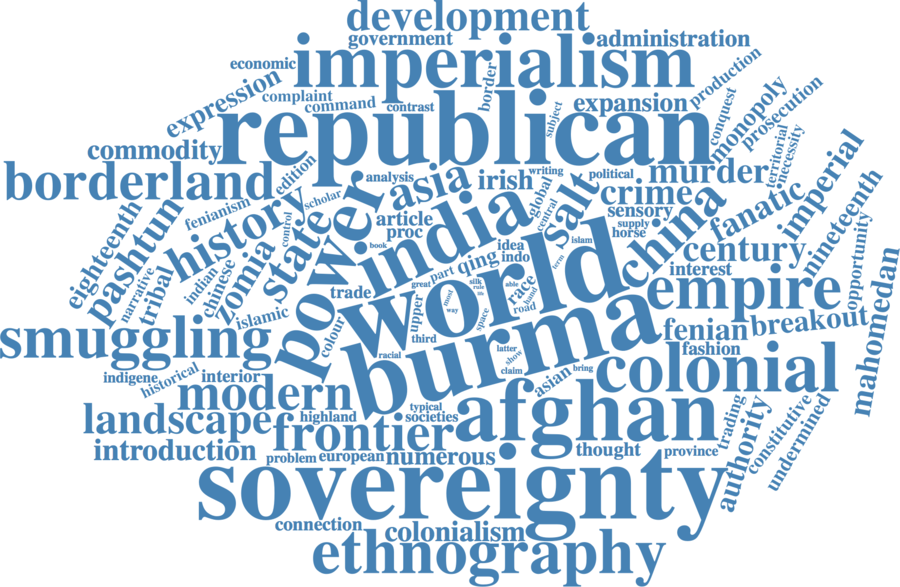 development
government
administration
economic
imperialism
border
production
expression
complaint
command
contrast
expansion
subject
conquest
monopoly
prosecution
republican
commodity
edition
analysis
asia
irish
writing
global
political
murder
territorial
necessity
borderland
scholar
salt
crime
imperial
history
state
power
india
central
sensory
supply
horse
china
fanatic
nineteenth
eighteenth
pashtun
fenianism
control
article
proc
book
idea
indo
islam
term
century
opportunity
narrative
tribal
indian
chinese
zomia
islamic
trade
great
part
qing
silk
rule
life
most
way
able
race
hand
road
space
world
interest
empire
mahomedan
smuggling
colour
upper
third
burma
fenian
breakout
fashion
racial
latter
show
claim
asian
bring
colonial
indigene
historical
interior
modern
landscape
highland
typical
societies
frontier
afghan
trading
authority
constitutive
undermined
introduction
problem
european
numerous
thought
province
sovereignty
connection
colonialism
ethnography